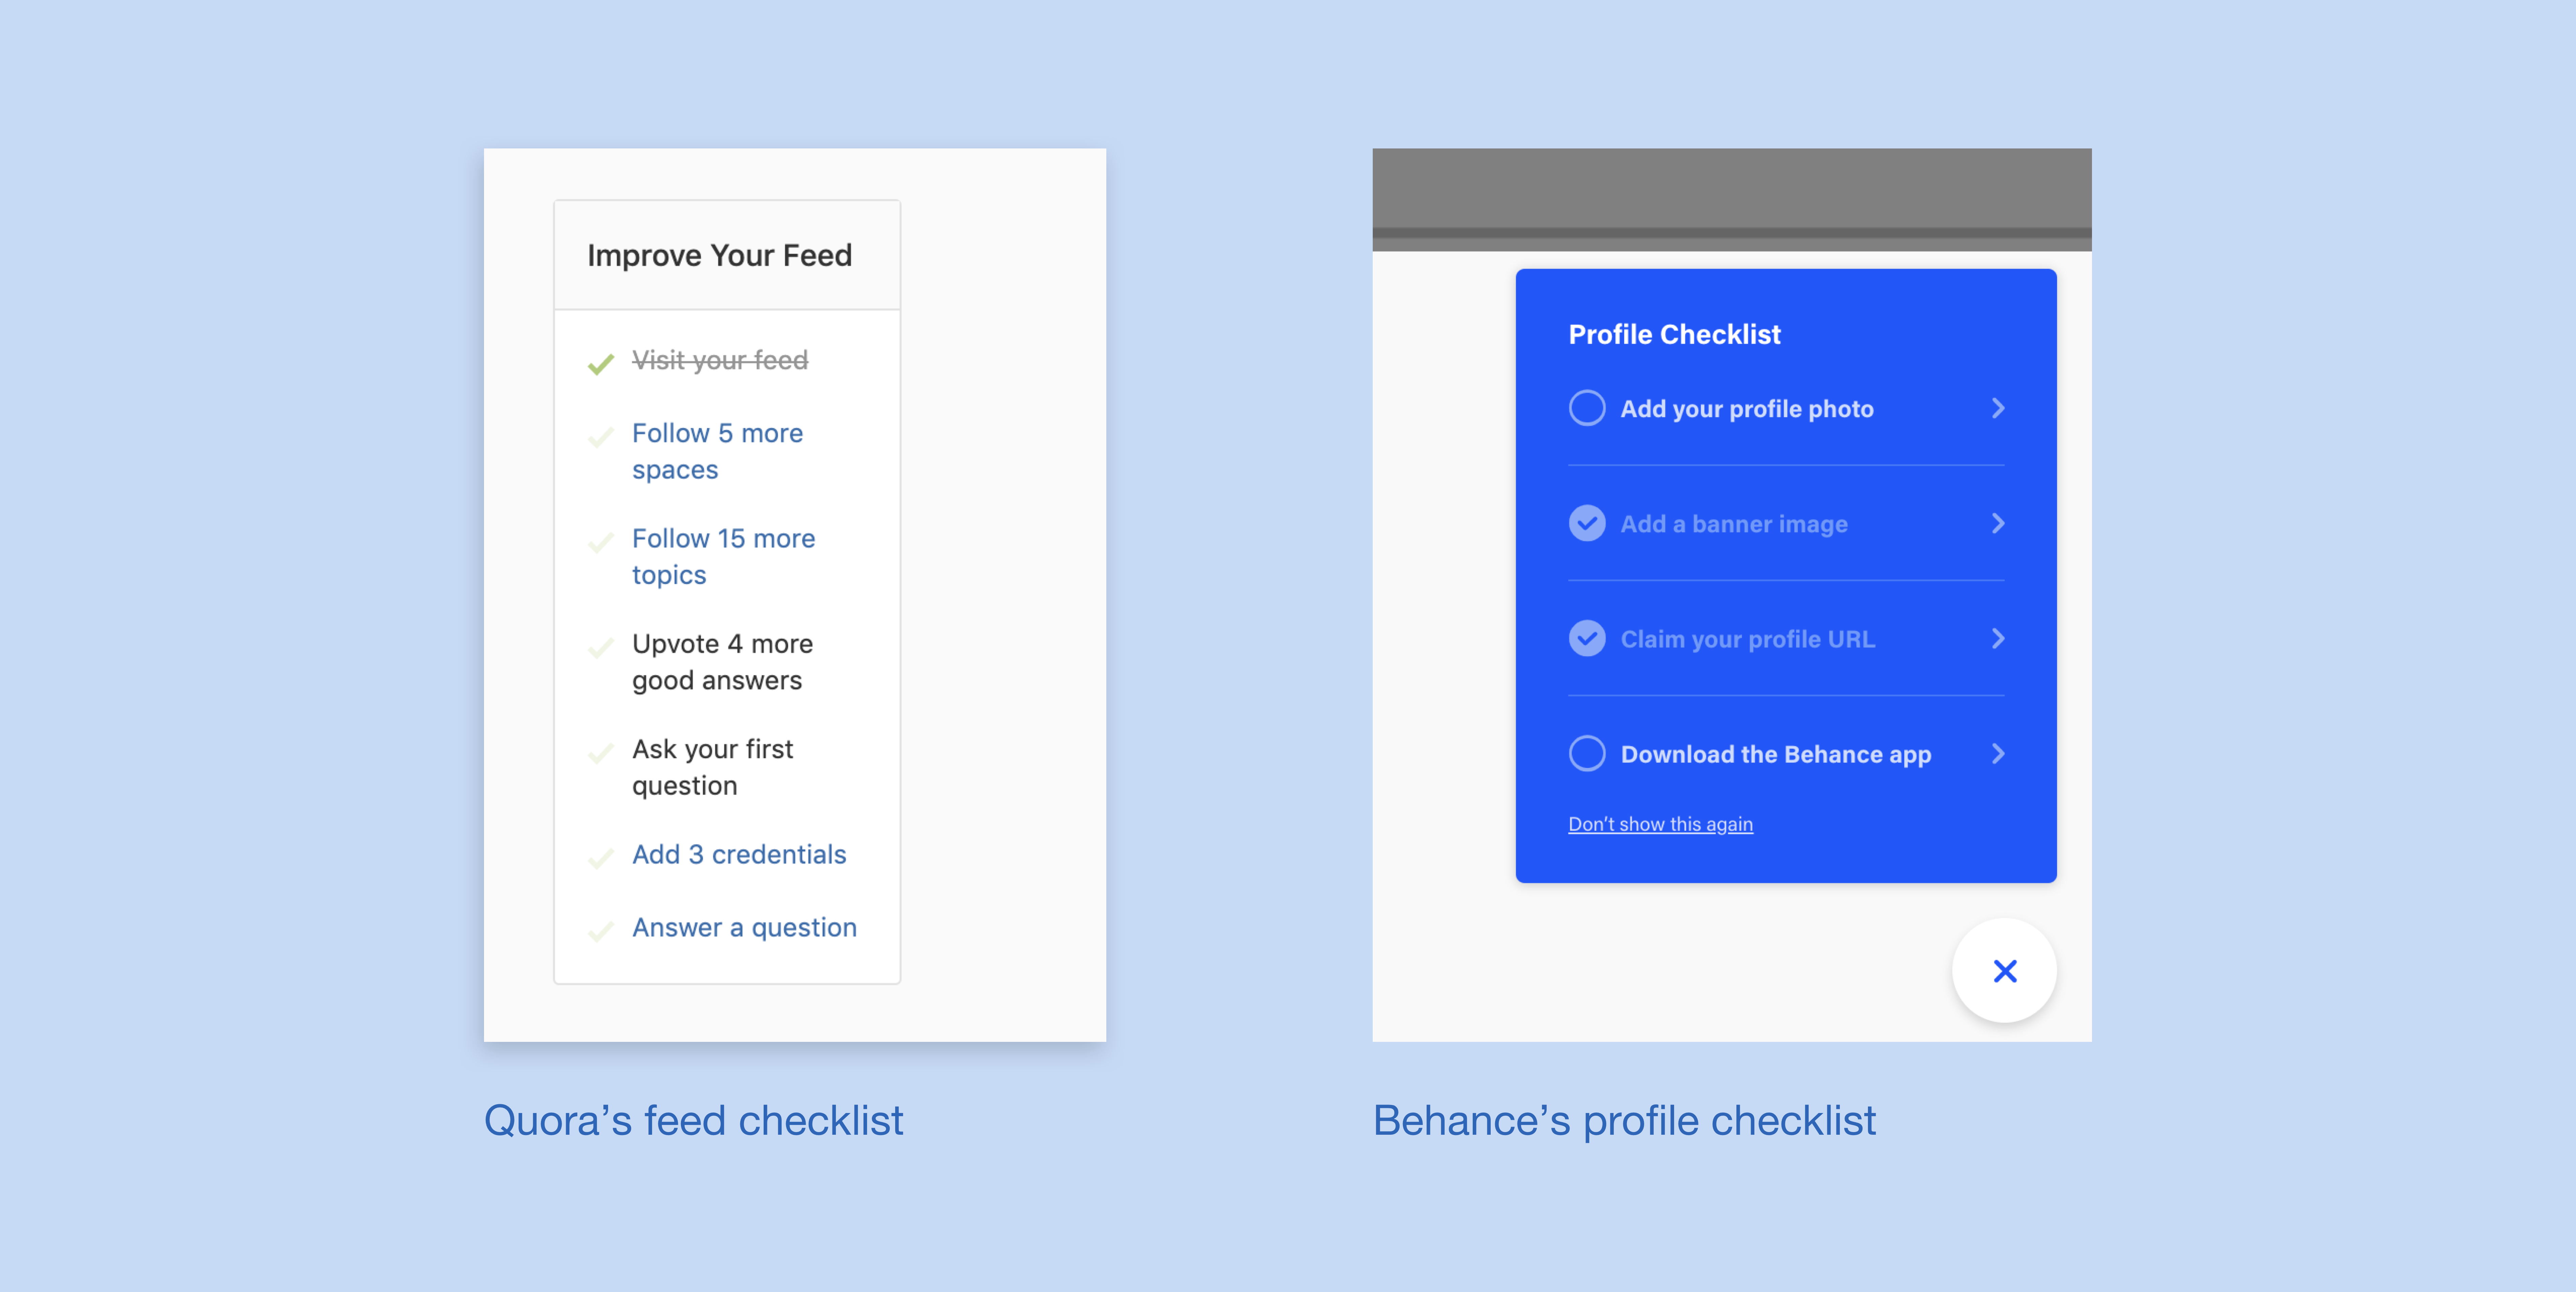 Improve Your Feed
Visit your feed
Follow 5 more
spaces
Follow 15 more
topics
Upvote 4 more
good answers
Ask your first
question
Add 3 credentials
Answer a question
Quora’s feed checklist
Profile Checklist
Add your profile photo
Add a banner image
Claim your profile URL
Download the Behance app
Don’t show this again
Behance’s profile checklist